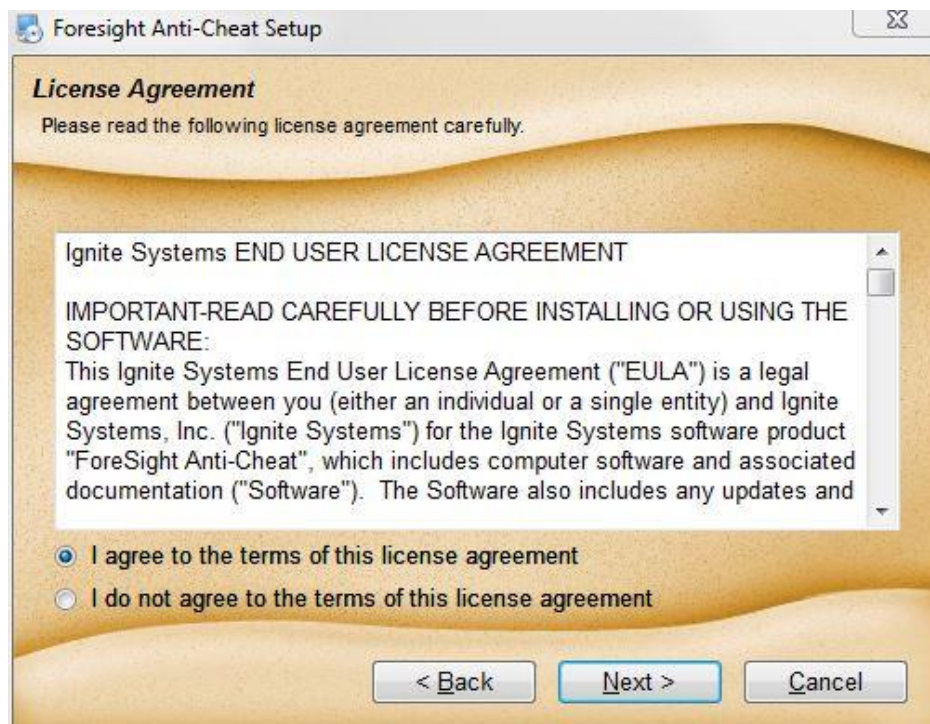 Foresight Anti-Cheat Setup
License Agreement
Please read the following license agreement carefully.
Ignite Systems END USER LICENSE AGREEMENT
IMPORTANT-READ CAREFULLY BEFORE INSTALLING OR USING THE
SOFTWARE:
This Ignite Systems End User License Agreement ("EULA") is a legal
agreement between you (either an individual or a single entity) and Ignite
Systems, Inc. ("Ignite Systems") for the Ignite Systems software product
"ForeSight Anti-Cheat", which includes computer software and associated
documentation ("Software").  The Software also includes any updates and
I agree to the terms of this license agreement
I do not agree to the terms of this license agreement
< Back
Next >
Cancel